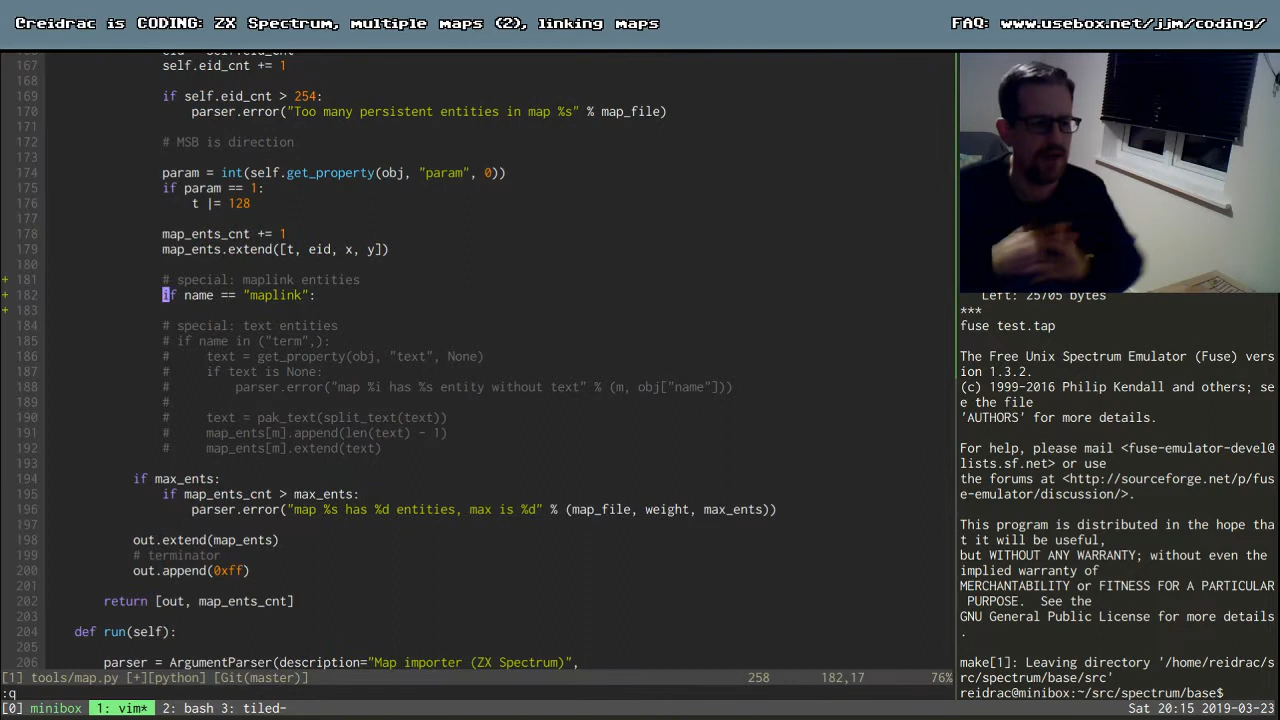 Creidrac is CODING: ZX Spectrum, multiple maps (2), linking maps
FAQ: www.usebox.net/jjm/coding/
167 self.eid_cnt += 1
168
169 if self.eid_cnt > 254:
170 parser.error("Too many persistent entities in map %s" % map_file)
171
172 # MSB is direction
173
174 param = int(self.get_property(obj, "param", 0))
175 if param == 1:
176 t |= 128
177
178 map_ents_cnt += 1
179 map_ents.extend([t, eid, x, y])
180
+ 181 # special: maplink entities
+ 182 if name == "maplink":
+ 183
184 # special: text entities
185 # if name in ("term",):
186 #     text = get_property(obj, "text", None)
187 #     if text is None:
188 #         parser.error("map %i has %s entity without text" % (m, obj["name"]))
189 #
190 #     text = pak_text(split_text(text))
191 #     map_ents[m].append(len(text) - 1)
192 #     map_ents[m].extend(text)
193
194 if max_ents:
195 if map_ents_cnt > max_ents:
196 parser.error("map %s has %d entities, max is %d" % (map_file, weight, max_ents))
197
198 out.extend(map_ents)
199 # terminator
200 out.append(0xff)
201
202 return [out, map_ents_cnt]
203
204 def run(self):
205
206 parser = ArgumentParser(description="Map importer (ZX Spectrum)",
[1] tools/map.py [+][python] [Git(master)] 258 182,17 76%
:q
Left: 25705 bytes
***
fuse test.tap
The Free Unix Spectrum Emulator (Fuse) vers
ion 1.3.2.
(c) 1999-2016 Philip Kendall and others; se
e the file
'AUTHORS' for more details.
For help, please mail <fuse-emulator-devel@
lists.sf.net> or use
the forums at <http://sourceforge.net/p/fus
e-emulator/discussion/>.
This program is distributed in the hope tha
t it will be useful,
but WITHOUT ANY WARRANTY; without even the
implied warranty of
MERCHANTABILITY or FITNESS FOR A PARTICULAR
PURPOSE.  See the
GNU General Public License for more details
.
make[1]: Leaving directory '/home/reidrac/s
rc/spectrum/base/src'
reidrac@minibox:~/src/spectrum/base$
[0] minibox 1: vim* 2: bash 3: tiled- Sat 20:15 2019-03-23